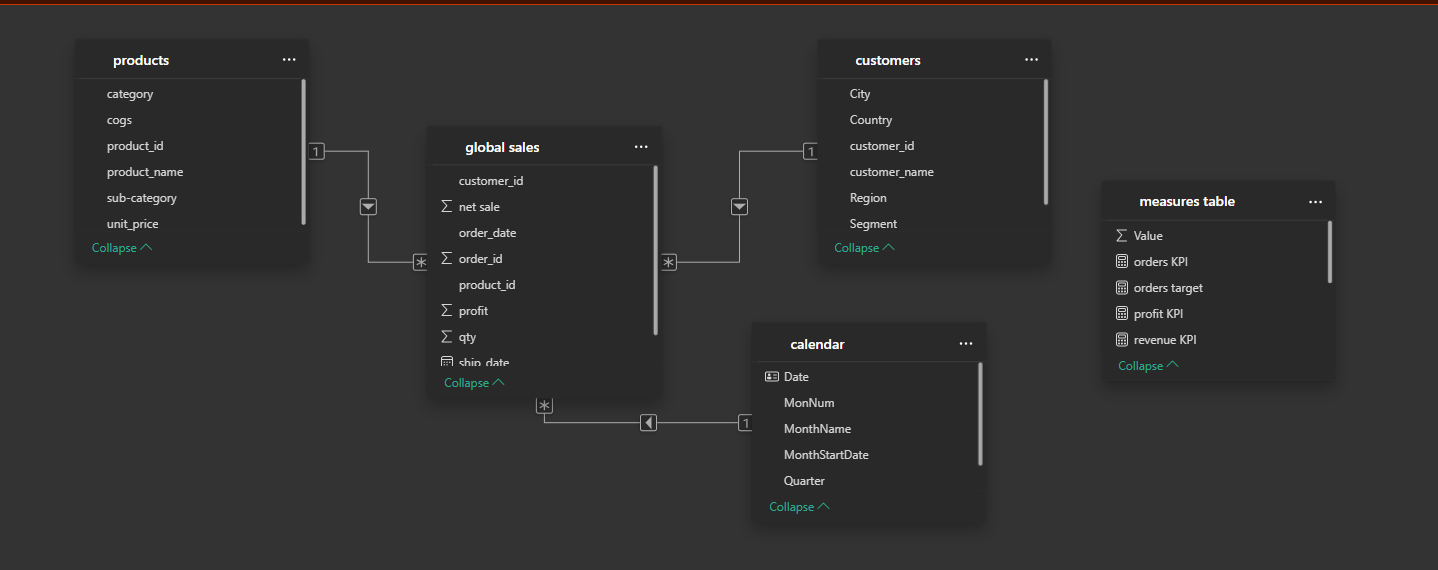 products
category
cogs
product_id
product_name
sub-category
unit_price
Collapse
1
*
global sales
customer_id
net sale
order_date
order_id
product_id
profit
qty
ship_date
Collapse
*
1
customers
City
Country
customer_id
customer_name
Region
Segment
Collapse
*
1
calendar
Date
MonNum
MonthName
MonthStartDate
Quarter
Collapse
measures table
Value
orders KPI
orders target
profit KPI
revenue KPI
Collapse